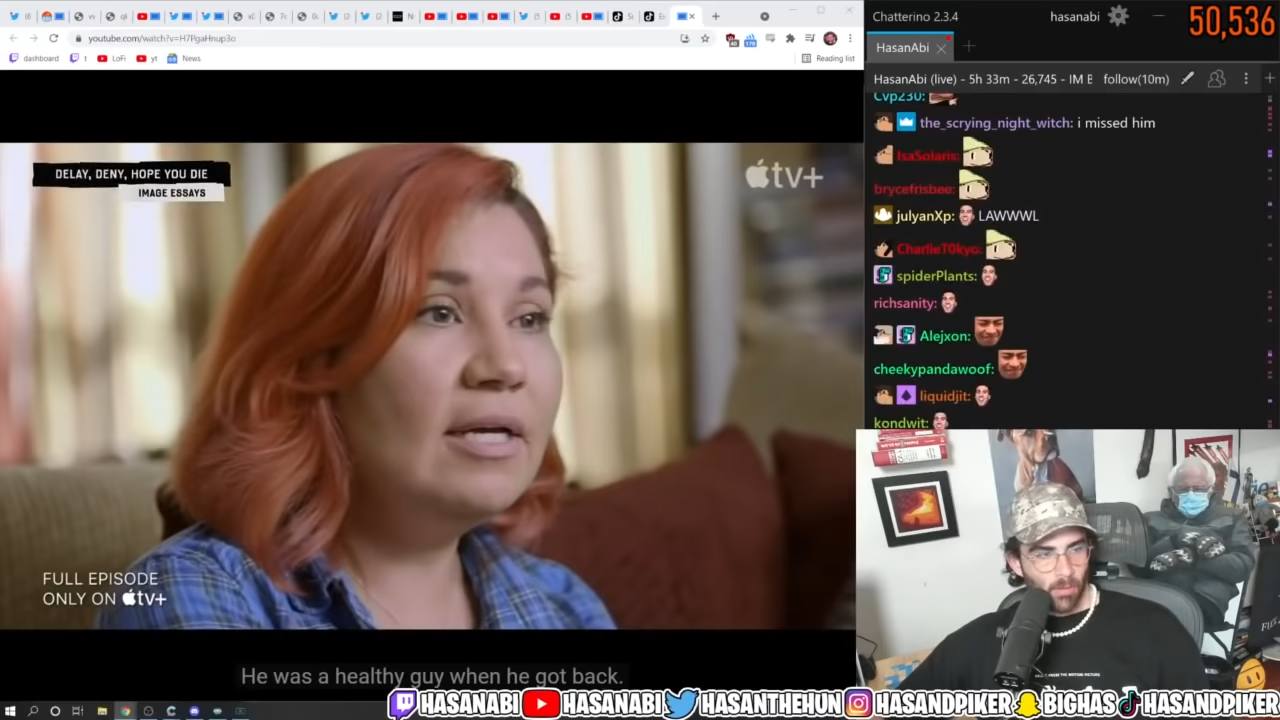 youtube.com/watch?v=H7PgaHnup3o
dashboard
LoFi
yt
News
Reading list
DELAY, DENY, HOPE YOU DIE
IMAGE ESSAYS
tv+
FULL EPISODE
ONLY ON tv+
He was a healthy guy when he got back.
Chatterino 2.3.4
hasanabi
50,536
HasanAbi
HasanAbi (live) - 5h 33m - 26,745 - IM E
follow(10m)
Cvp230:
the_scrying_night_witch: i missed him
IsaSolaris:
brycefrisbee:
julyanXp: LAWWWL
CharlieT0kyo:
spiderPlants:
richsanity:
Alejxon:
cheekypandawoof:
liquidjit:
kondwit:
HASANABI HASANABI HASANTHEHUN HASANDPIKER BIGHAS HASANDPIKER